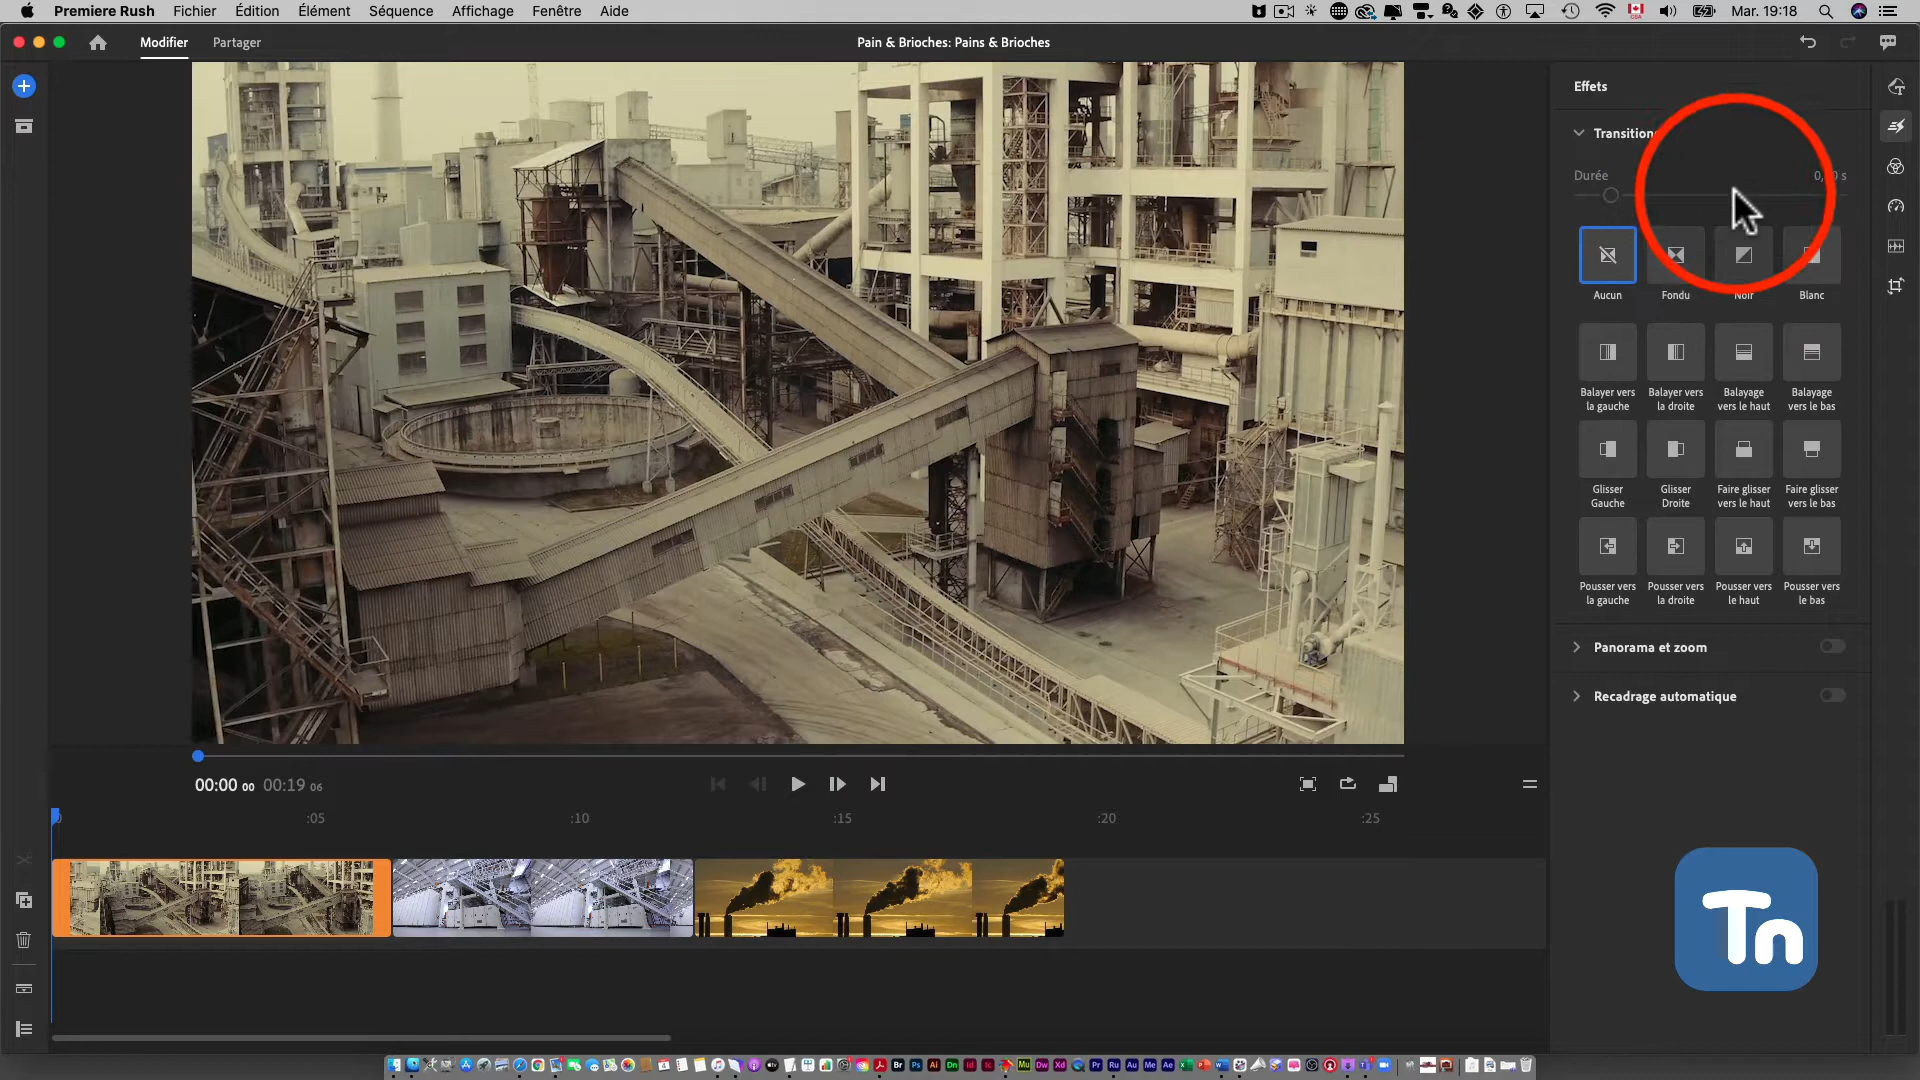 Premiere Rush Fichier Édition Élément Séquence Affichage Fenêtre Aide
Mar. 19:18
Modifier Partager
Pain & Brioches: Pains & Brioches
Effets
Durée
Aucun Fondu Noir Blanc
Balayer vers la gauche
Balayer vers la droite
Balayage vers le haut
Balayage vers le bas
Glisser Gauche
Glisser Droite
Faire glisser vers le haut
Faire glisser vers le bas
Pousser vers la gauche
Pousser vers la droite
Pousser vers le haut
Pousser vers le bas
Panorama et zoom
Recadrage automatique
00:00 00 00:19 06
:05 :10 :15 :20 :25
Tn